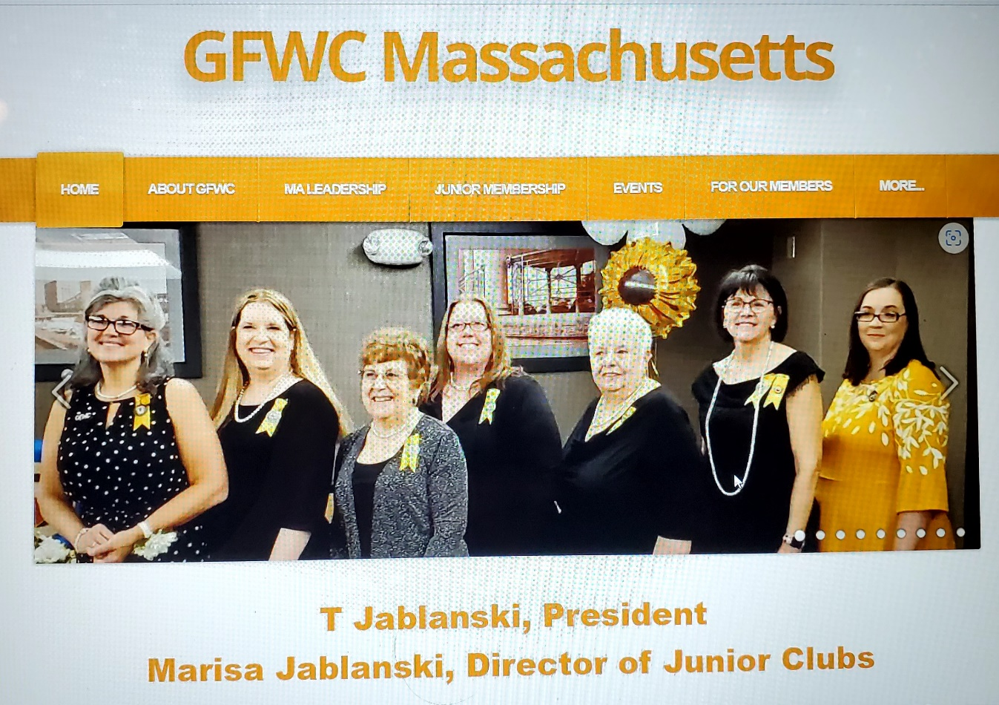 GFWC Massachusetts
HOME ABOUT GFWC MA LEADERSHIP JUNIOR MEMBERSHIP EVENTS FOR OUR MEMBERS MORE...
GFWC
T Jablanski, President
Marisa Jablanski, Director of Junior Clubs